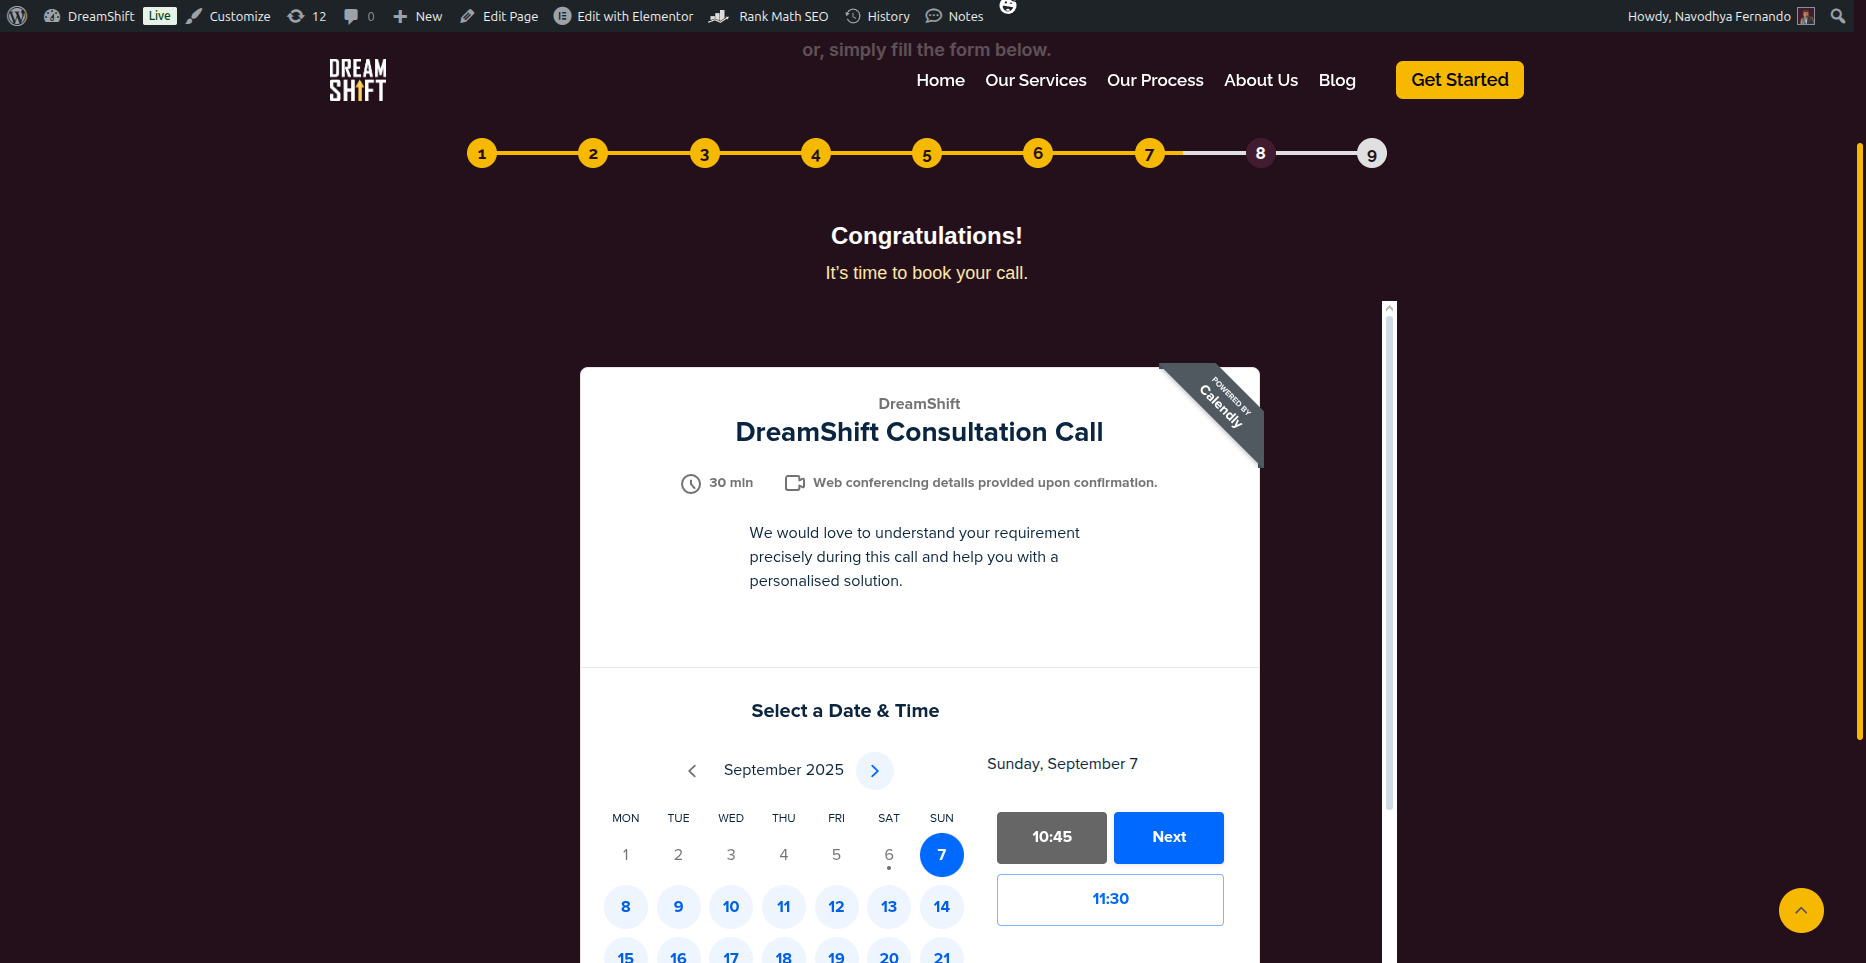 DreamShift Live Customize 12 0 New Edit Page Edit with Elementor Rank Math SEO History Notes Howdy, Navodhya Fernando
or, simply fill the form below.
DREAM
SHIFT
Home Our Services Our Process About Us Blog Get Started
1 2 3 4 5 6 7 8 9
Congratulations!
It’s time to book your call.
POWERED BY
Calendly
DreamShift
DreamShift Consultation Call
30 min Web conferencing details provided upon confirmation.
We would love to understand your requirement
precisely during this call and help you with a
personalised solution.
Select a Date & Time
September 2025
Sunday, September 7
MON TUE WED THU FRI SAT SUN
1 2 3 4 5 6 7
8 9 10 11 12 13 14
15 16 17 18 19 20 21
10:45 Next
11:30